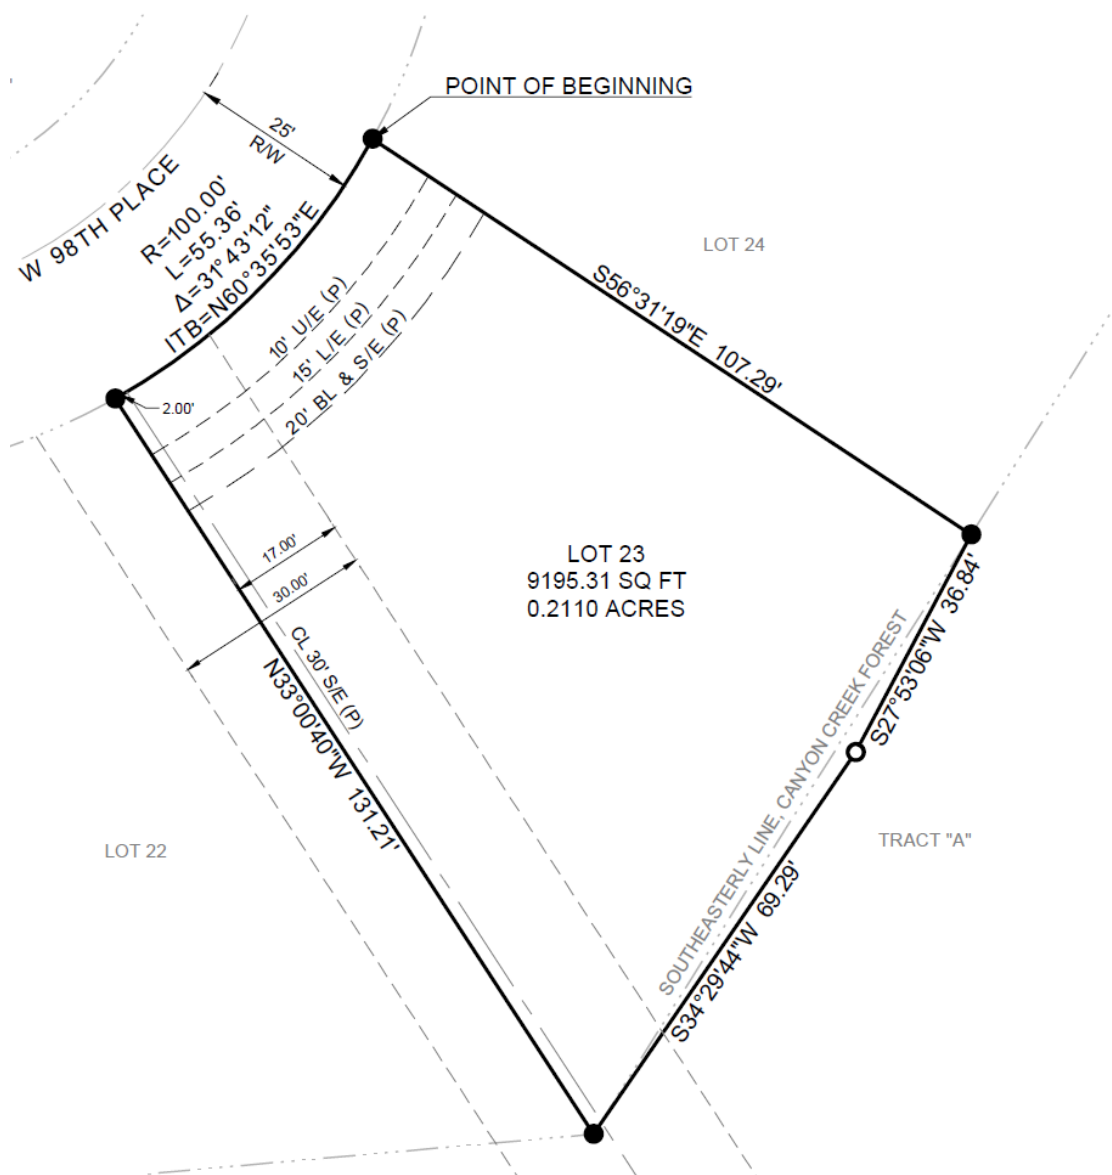 POINT OF BEGINNING
25'
R/W
W 98TH PLACE
R=100.00'
L=55.36'
Δ=31°43'12"
ITB=N60°35'53"E
LOT 24
S56°31'19"E 107.29'
10' U/E (P)
15' L/E (P)
20' BL & S/E (P)
2.00'
17.00'
30.00'
LOT 23
9195.31 SQ FT
0.2110 ACRES
CL 30' S/E (P)
N33°00'40"W 131.21'
S27°53'06"W 36.84'
SOUTHEASTERLY LINE, CANYON CREEK FOREST
S34°29'44"W 69.29'
TRACT "A"
LOT 22